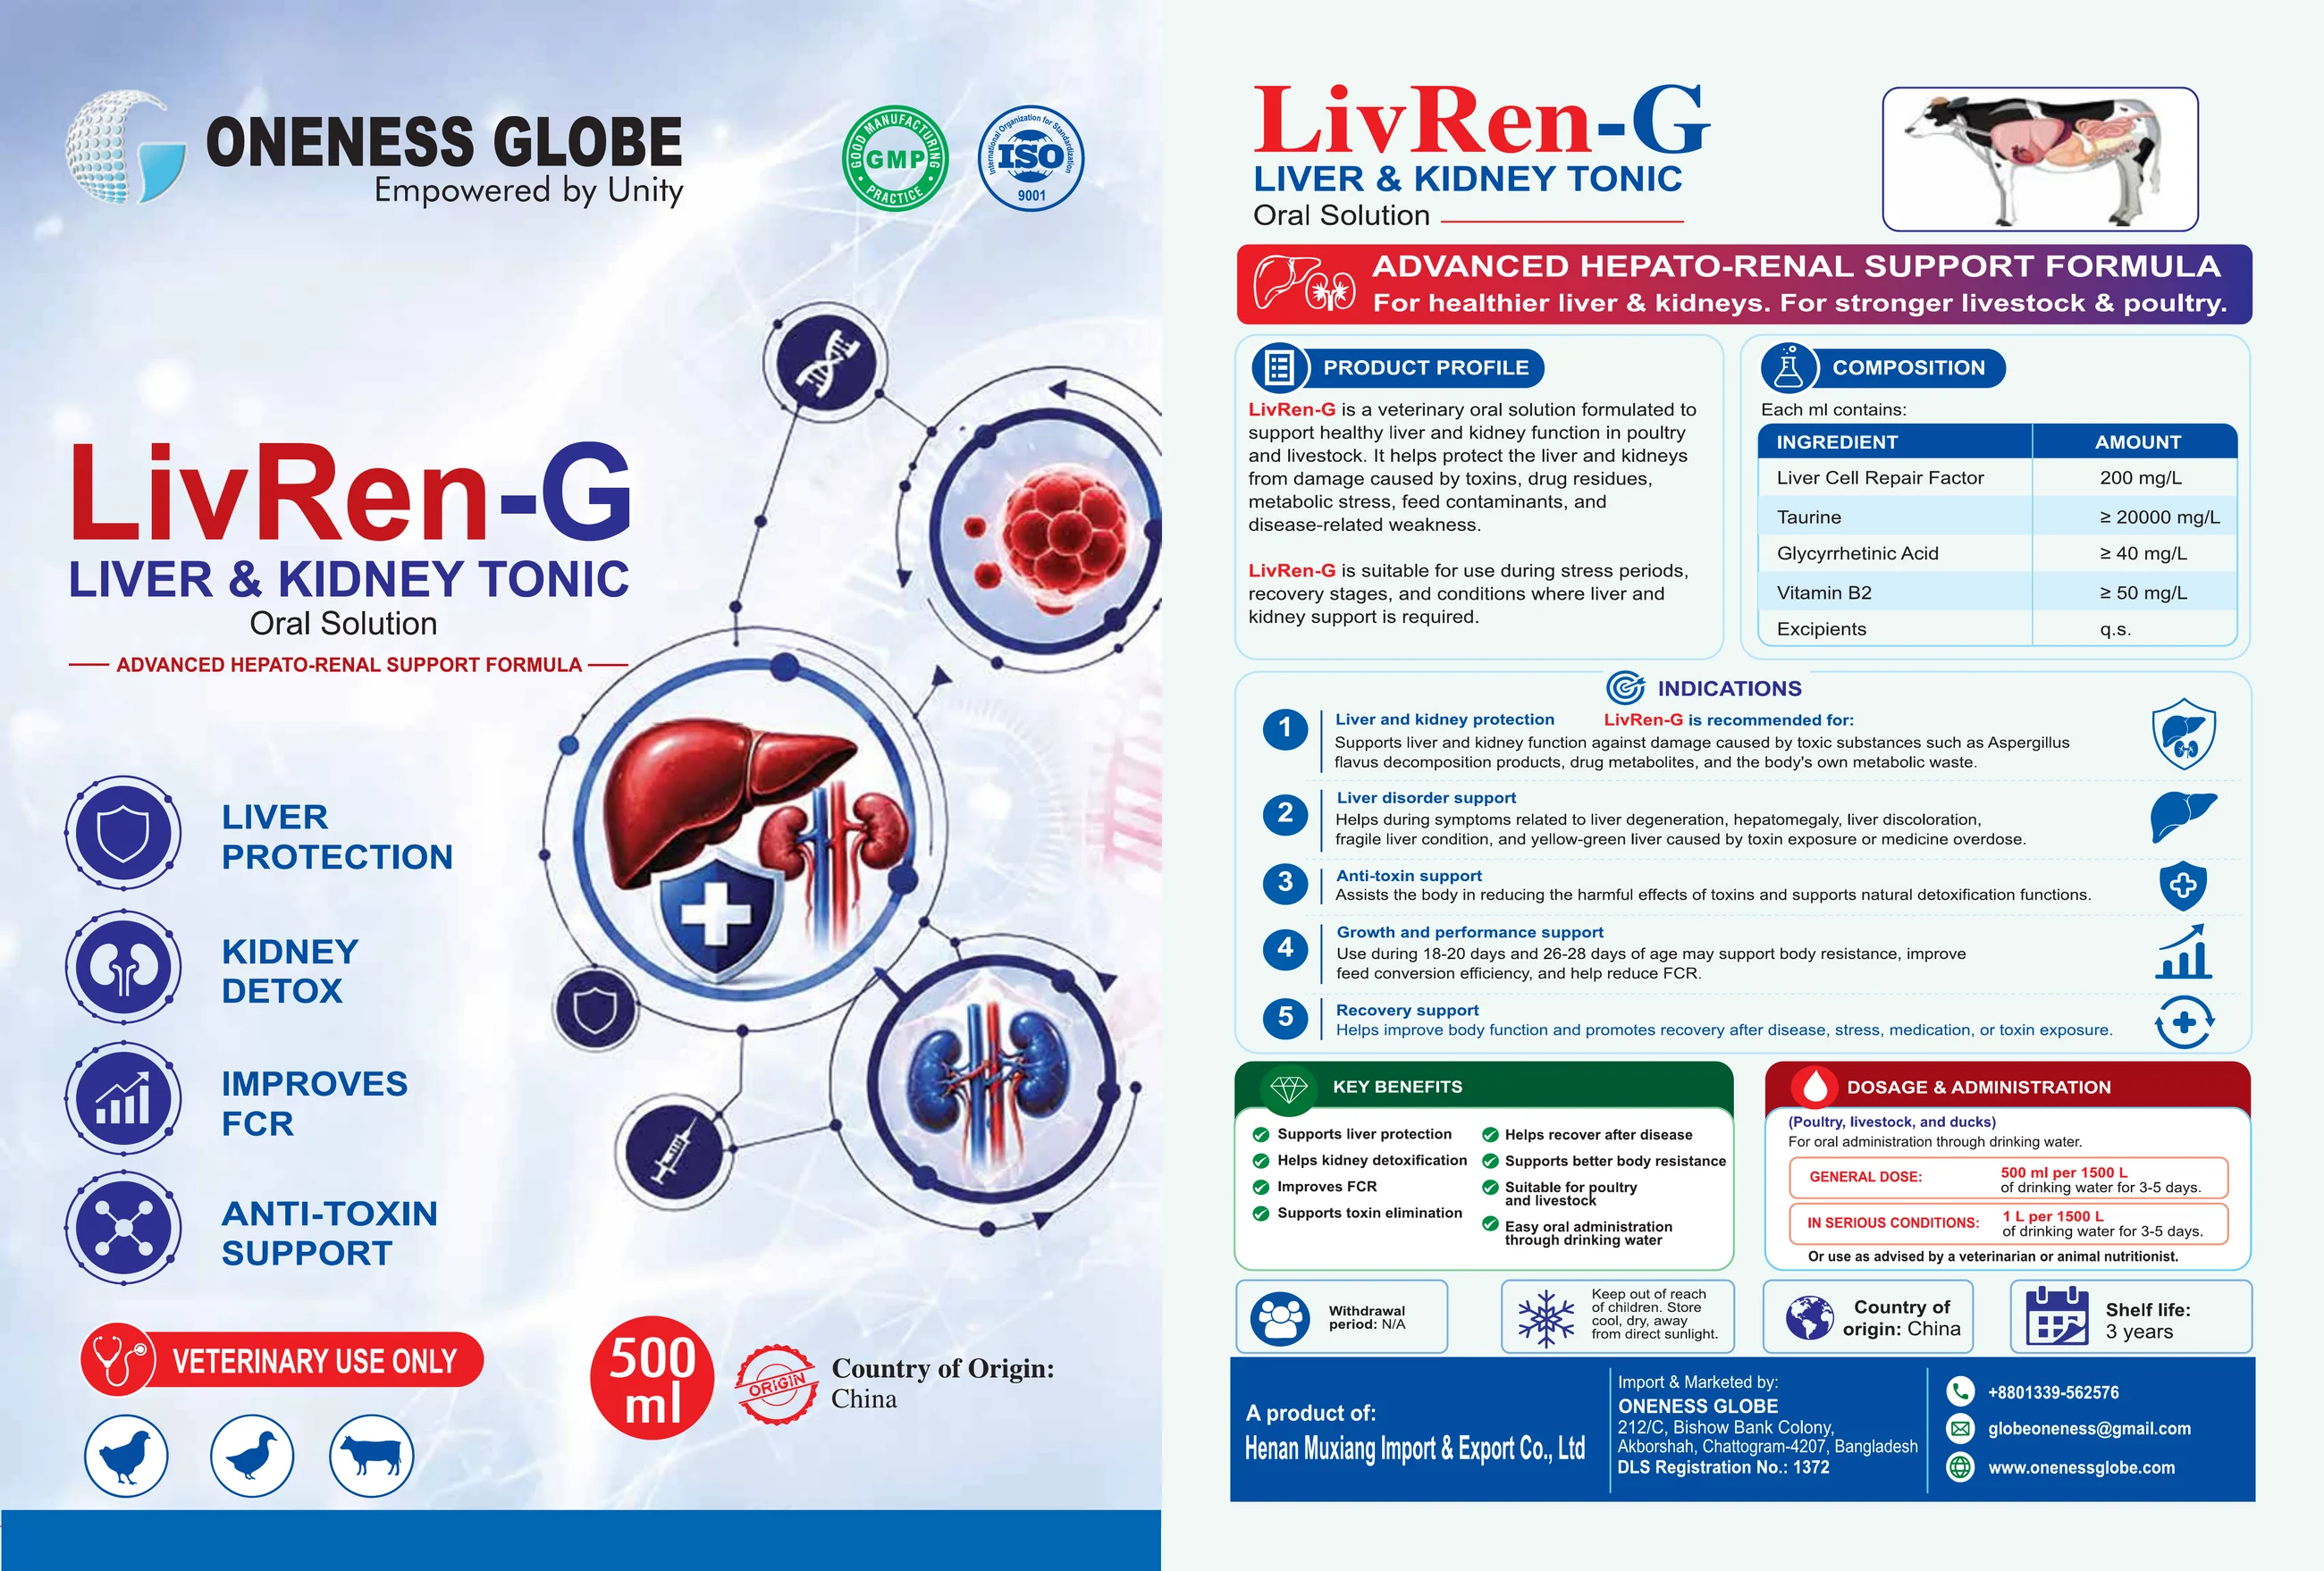 ONENESS GLOBE
Empowered by Unity
GOOD MANUFACTURING
GMP
PRACTICE
International Organization for Standardization
ISO
9001
LivRen-G
LIVER & KIDNEY TONIC
Oral Solution
ADVANCED HEPATO-RENAL SUPPORT FORMULA
LIVER
PROTECTION
KIDNEY
DETOX
IMPROVES
FCR
ANTI-TOXIN
SUPPORT
VETERINARY USE ONLY
500
ml
ORIGIN
Country of Origin:
China
LivRen-G
LIVER & KIDNEY TONIC
Oral Solution
ADVANCED HEPATO-RENAL SUPPORT FORMULA
For healthier liver & kidneys. For stronger livestock & poultry.
PRODUCT PROFILE
LivRen-G is a veterinary oral solution formulated to
support healthy liver and kidney function in poultry
and livestock. It helps protect the liver and kidneys
from damage caused by toxins, drug residues,
metabolic stress, feed contaminants, and
disease-related weakness.
LivRen-G is suitable for use during stress periods,
recovery stages, and conditions where liver and
kidney support is required.
COMPOSITION
Each ml contains:
INGREDIENT AMOUNT
Liver Cell Repair Factor 200 mg/L
Taurine ≥ 20000 mg/L
Glycyrrhetinic Acid ≥ 40 mg/L
Vitamin B2 ≥ 50 mg/L
Excipients q.s.
INDICATIONS
1 Liver and kidney protection LivRen-G is recommended for:
Supports liver and kidney function against damage caused by toxic substances such as Aspergillus
flavus decomposition products, drug metabolites, and the body's own metabolic waste.
2 Liver disorder support
Helps during symptoms related to liver degeneration, hepatomegaly, liver discoloration,
fragile liver condition, and yellow-green liver caused by toxin exposure or medicine overdose.
3 Anti-toxin support
Assists the body in reducing the harmful effects of toxins and supports natural detoxification functions.
4 Growth and performance support
Use during 18-20 days and 26-28 days of age may support body resistance, improve
feed conversion efficiency, and help reduce FCR.
5 Recovery support
Helps improve body function and promotes recovery after disease, stress, medication, or toxin exposure.
KEY BENEFITS
Supports liver protection
Helps kidney detoxification
Improves FCR
Supports toxin elimination
Helps recover after disease
Supports better body resistance
Suitable for poultry
and livestock
Easy oral administration
through drinking water
DOSAGE & ADMINISTRATION
(Poultry, livestock, and ducks)
For oral administration through drinking water.
GENERAL DOSE: 500 ml per 1500 L
of drinking water for 3-5 days.
IN SERIOUS CONDITIONS: 1 L per 1500 L
of drinking water for 3-5 days.
Or use as advised by a veterinarian or animal nutritionist.
Withdrawal
period: N/A
Keep out of reach
of children. Store
cool, dry, away
from direct sunlight.
Country of
origin: China
Shelf life:
3 years
A product of:
Henan Muxiang Import & Export Co., Ltd
Import & Marketed by:
ONENESS GLOBE
212/C, Bishow Bank Colony,
Akborshah, Chattogram-4207, Bangladesh
DLS Registration No.: 1372
+8801339-562576
globeoneness@gmail.com
www.onenessglobe.com